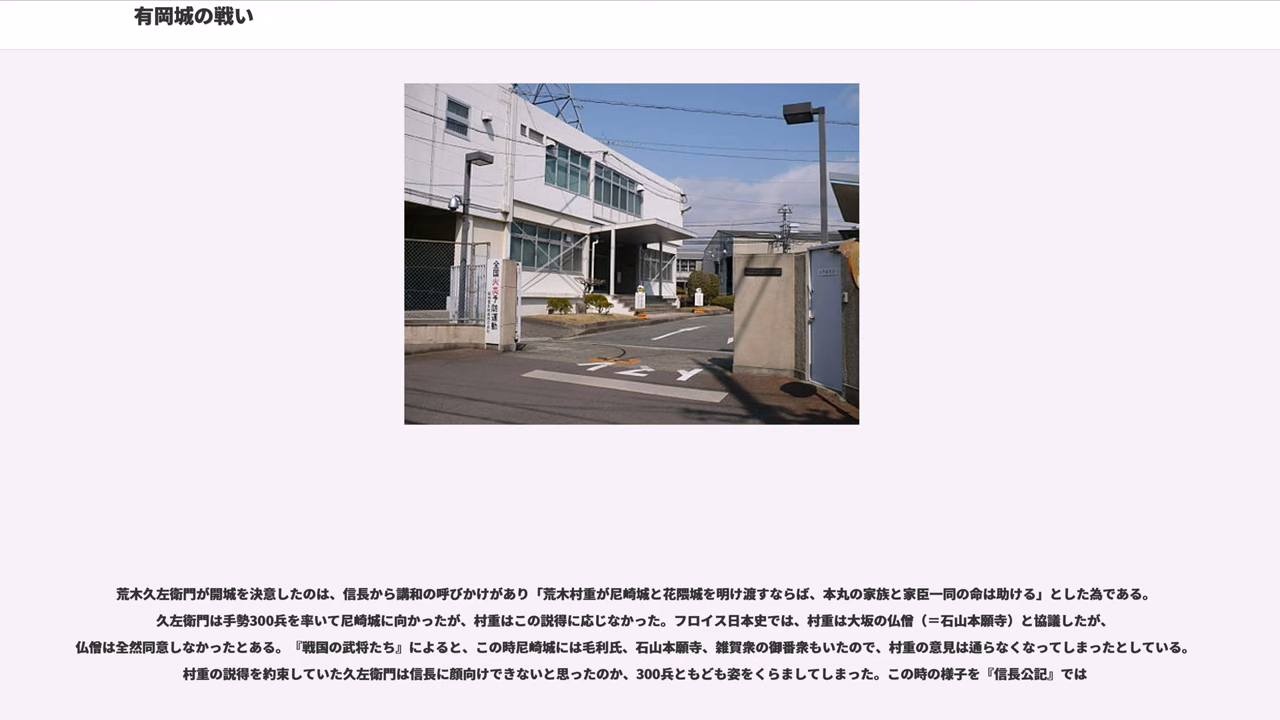 有岡城の戦い
全国火災予防運動
荒木久左衛門が開城を決意したのは、信長から講和の呼びかけがあり「荒木村重が尼崎城と花隈城を明け渡すならば、本丸の家族と家臣一同の命は助ける」とした為である。
久左衛門は手勢300兵を率いて尼崎城に向かったが、村重はこの説得に応じなかった。フロイス日本史では、村重は大坂の仏僧（＝石山本願寺）と協議したが、
仏僧は全然同意しなかったとある。『戦国の武将たち』によると、この時尼崎城には毛利氏、石山本願寺、雑賀衆の御番衆もいたので、村重の意見は通らなくなってしまったとしている。
村重の説得を約束していた久左衛門は信長に顔向けできないと思ったのか、300兵ともども姿をくらましてしまった。この時の様子を『信長公記』では